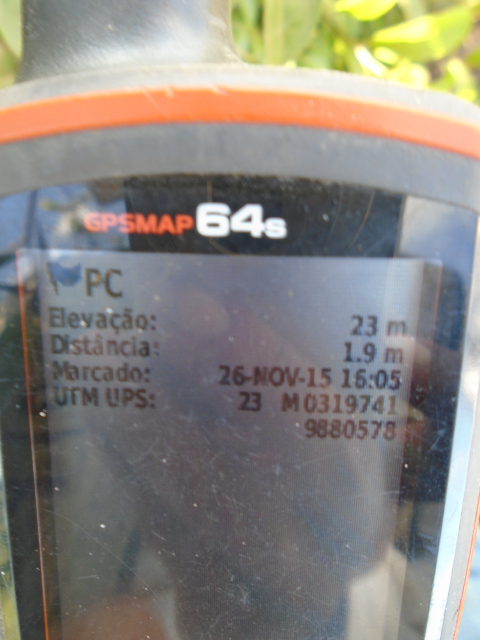 GPSMAP 64s
PC
Elevação: 23 m
Distância: 1.9 m
Marcado: 26-NOV-15 16:05
UTM UPS: 23 M 0319741
9880578